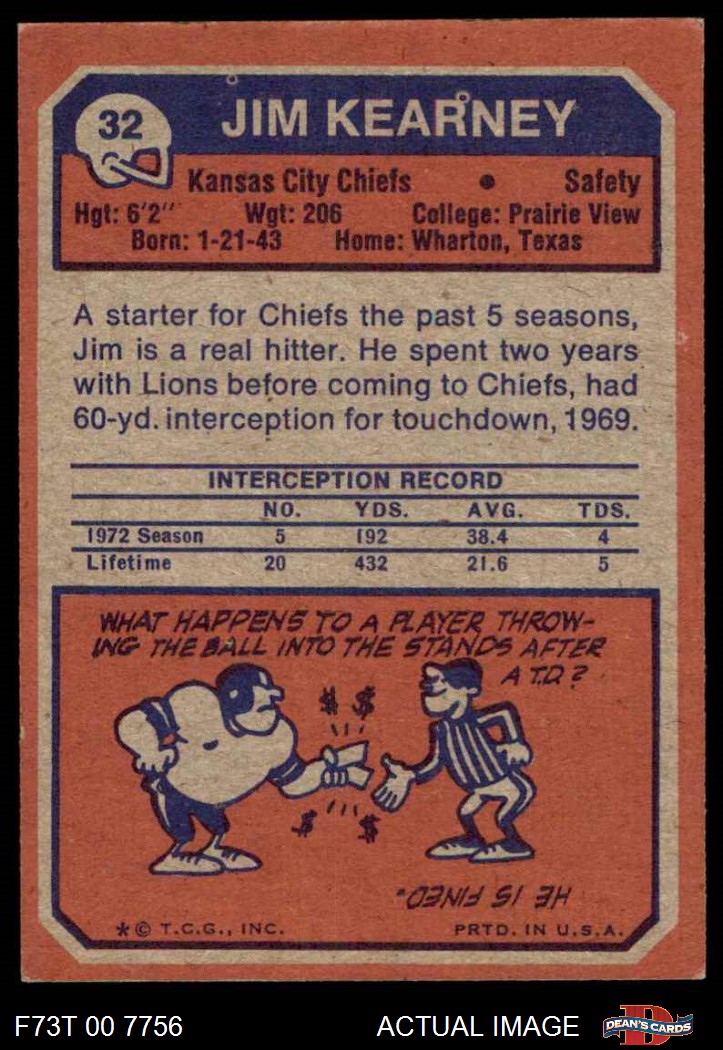 32
JIM KEARNEY
Kansas City Chiefs • Safety
Hgt: 6'2" Wgt: 206 College: Prairie View
Born: 1-21-43 Home: Wharton, Texas
A starter for Chiefs the past 5 seasons,
Jim is a real hitter. He spent two years
with Lions before coming to Chiefs, had
60-yd. interception for touchdown, 1969.
INTERCEPTION RECORD
NO. YDS. AVG. TDS.
1972 Season 5 192 38.4 4
Lifetime 20 432 21.6 5
WHAT HAPPENS TO A PLAYER THROW-
ING THE BALL INTO THE STANDS AFTER
A T.D.?
$ $
$ $
HE IS FINED.
*© T.C.G., INC. PRTD. IN U.S.A.
F73T 00 7756 ACTUAL IMAGE D DEAN'S CARDS